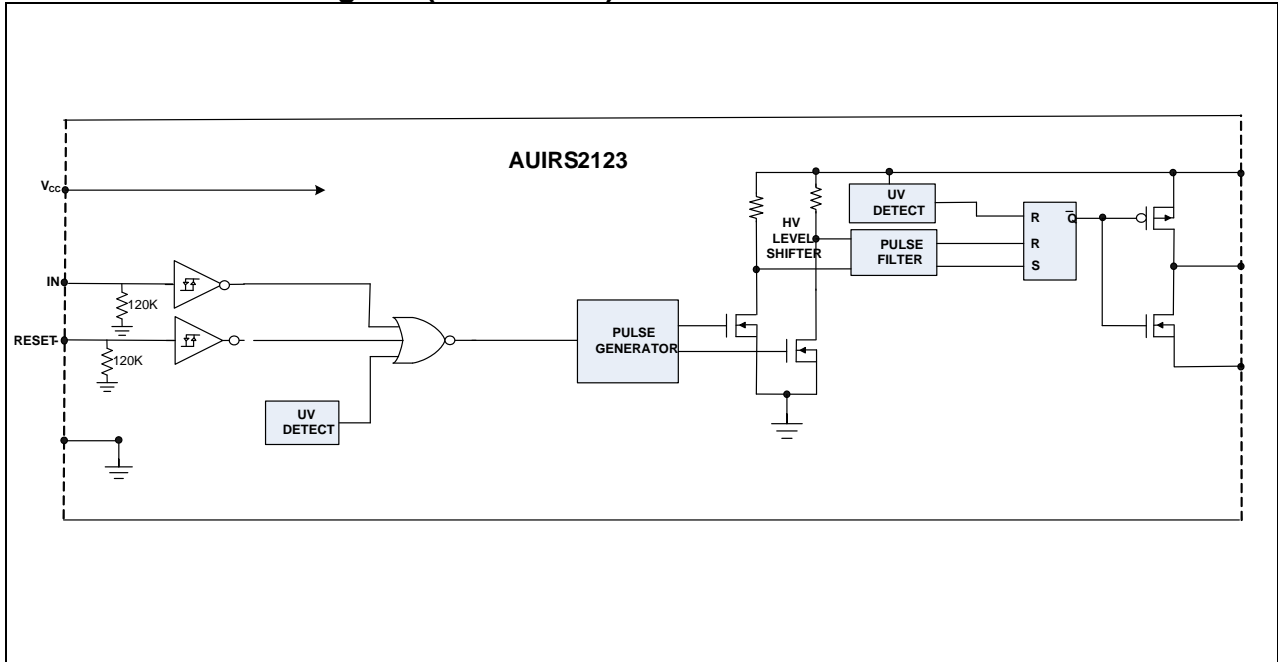 AUIRS2123
VCC
IN
120K
RESET-
120K
UV
DETECT
PULSE
GENERATOR
HV
LEVEL
SHIFTER
UV
DETECT
PULSE
FILTER
R
R
S
Q